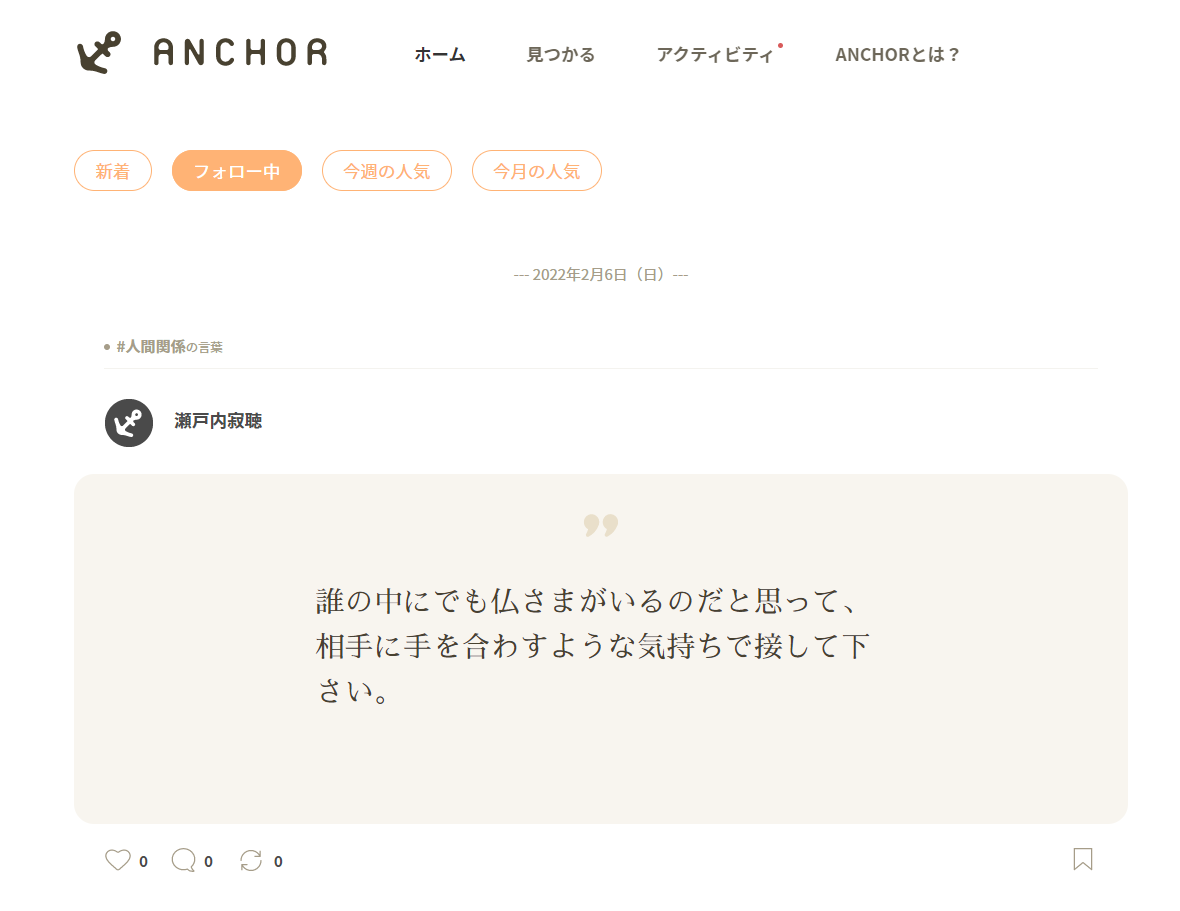 ANCHOR ホーム 見つかる アクティビティ ANCHORとは？
新着 フォロー中 今週の人気 今月の人気
--- 2022年2月6日（日）---
#人間関係の言葉
瀬戸内寂聴
誰の中にでも仏さまがいるのだと思って、
相手に手を合わすような気持ちで接して下
さい。
0 0 0